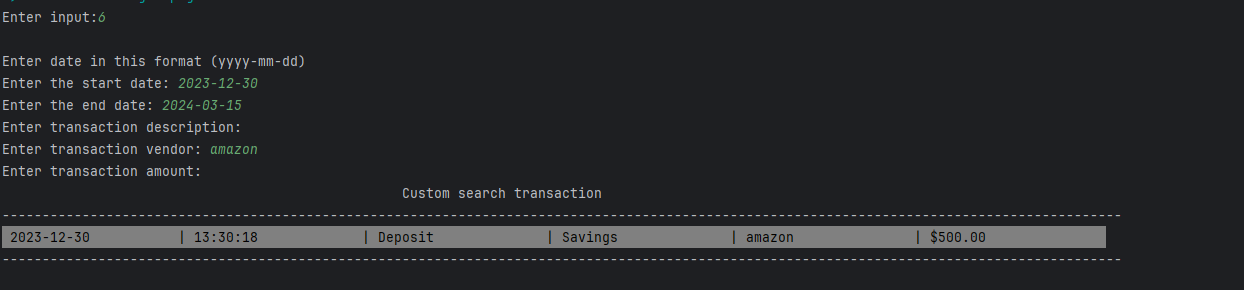 Enter input:6
Enter date in this format (yyyy-mm-dd)
Enter the start date: 2023-12-30
Enter the end date: 2024-03-15
Enter transaction description:
Enter transaction vendor: amazon
Enter transaction amount:
Custom search transaction
--------------------------------------------------------------------------------------------------------------------------------------------
2023-12-30 | 13:30:18 | Deposit | Savings | amazon | $500.00
--------------------------------------------------------------------------------------------------------------------------------------------